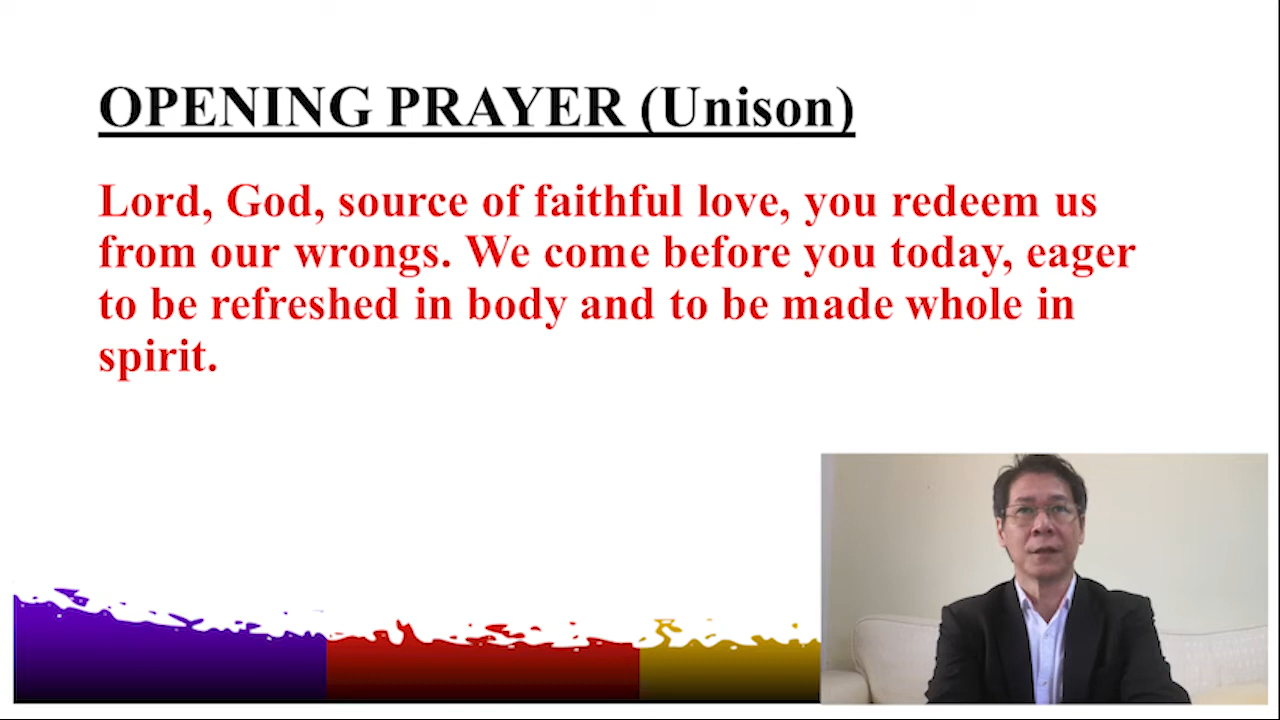 OPENING PRAYER (Unison)
Lord, God, source of faithful love, you redeem us
from our wrongs. We come before you today, eager
to be refreshed in body and to be made whole in
spirit.